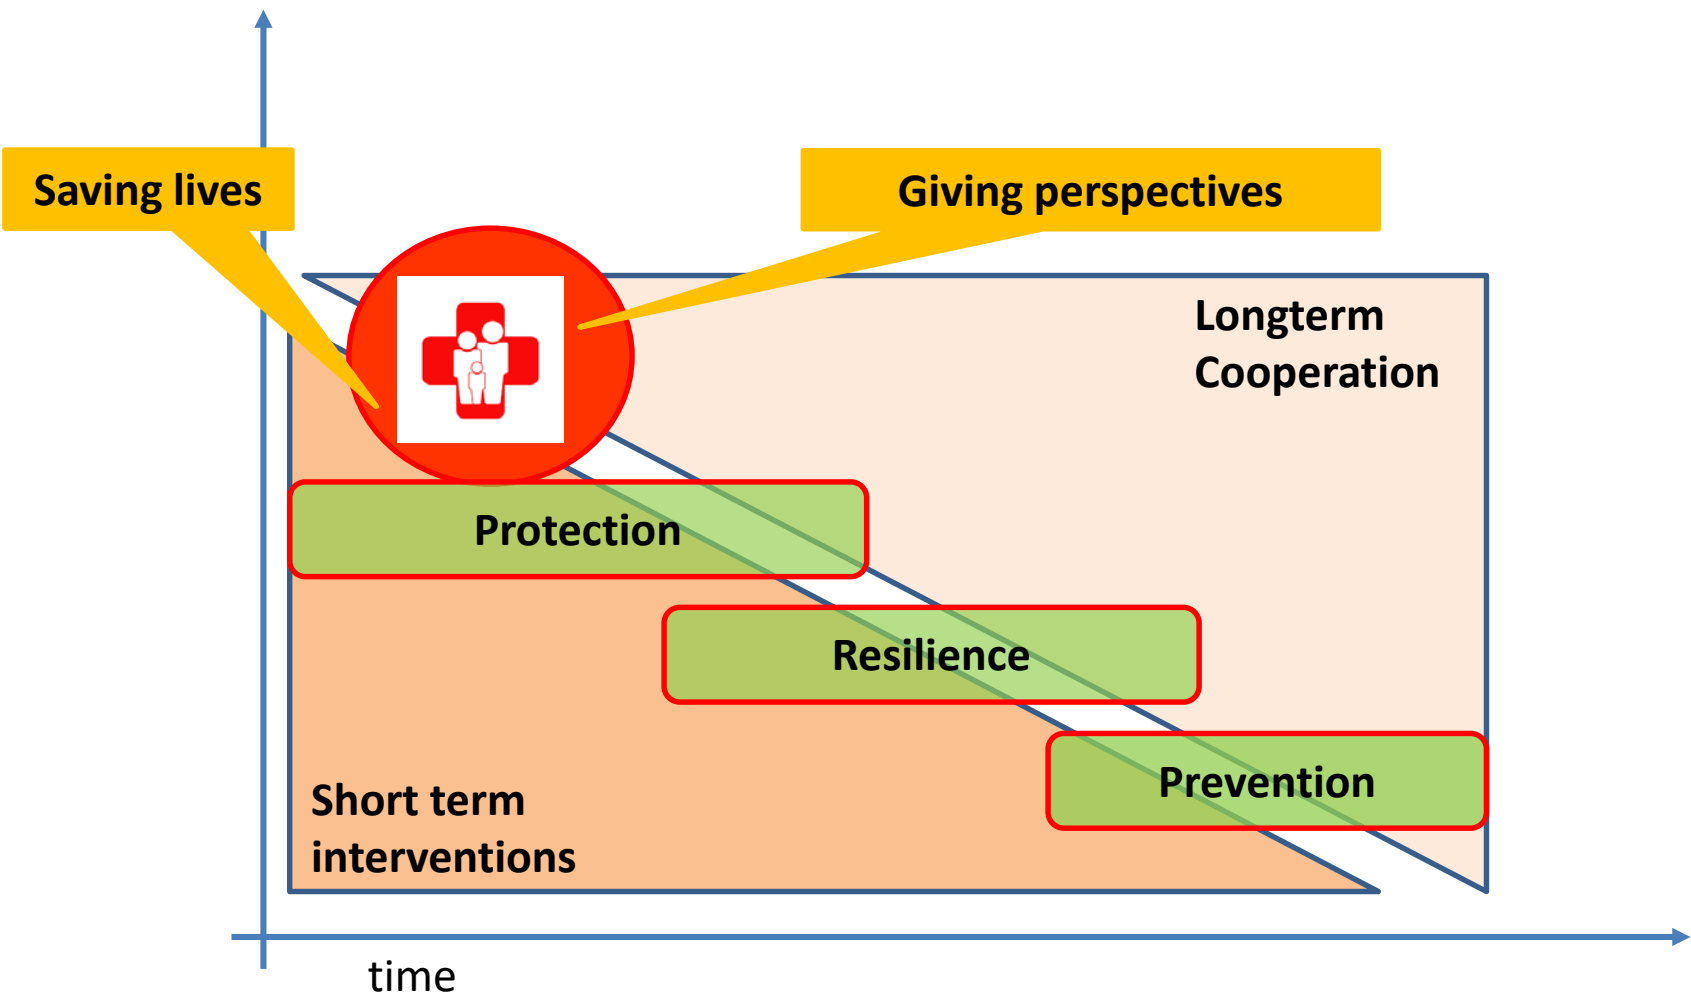 Saving lives
Giving perspectives
Longterm
Cooperation
Protection
Resilience
Prevention
Short term
interventions
time